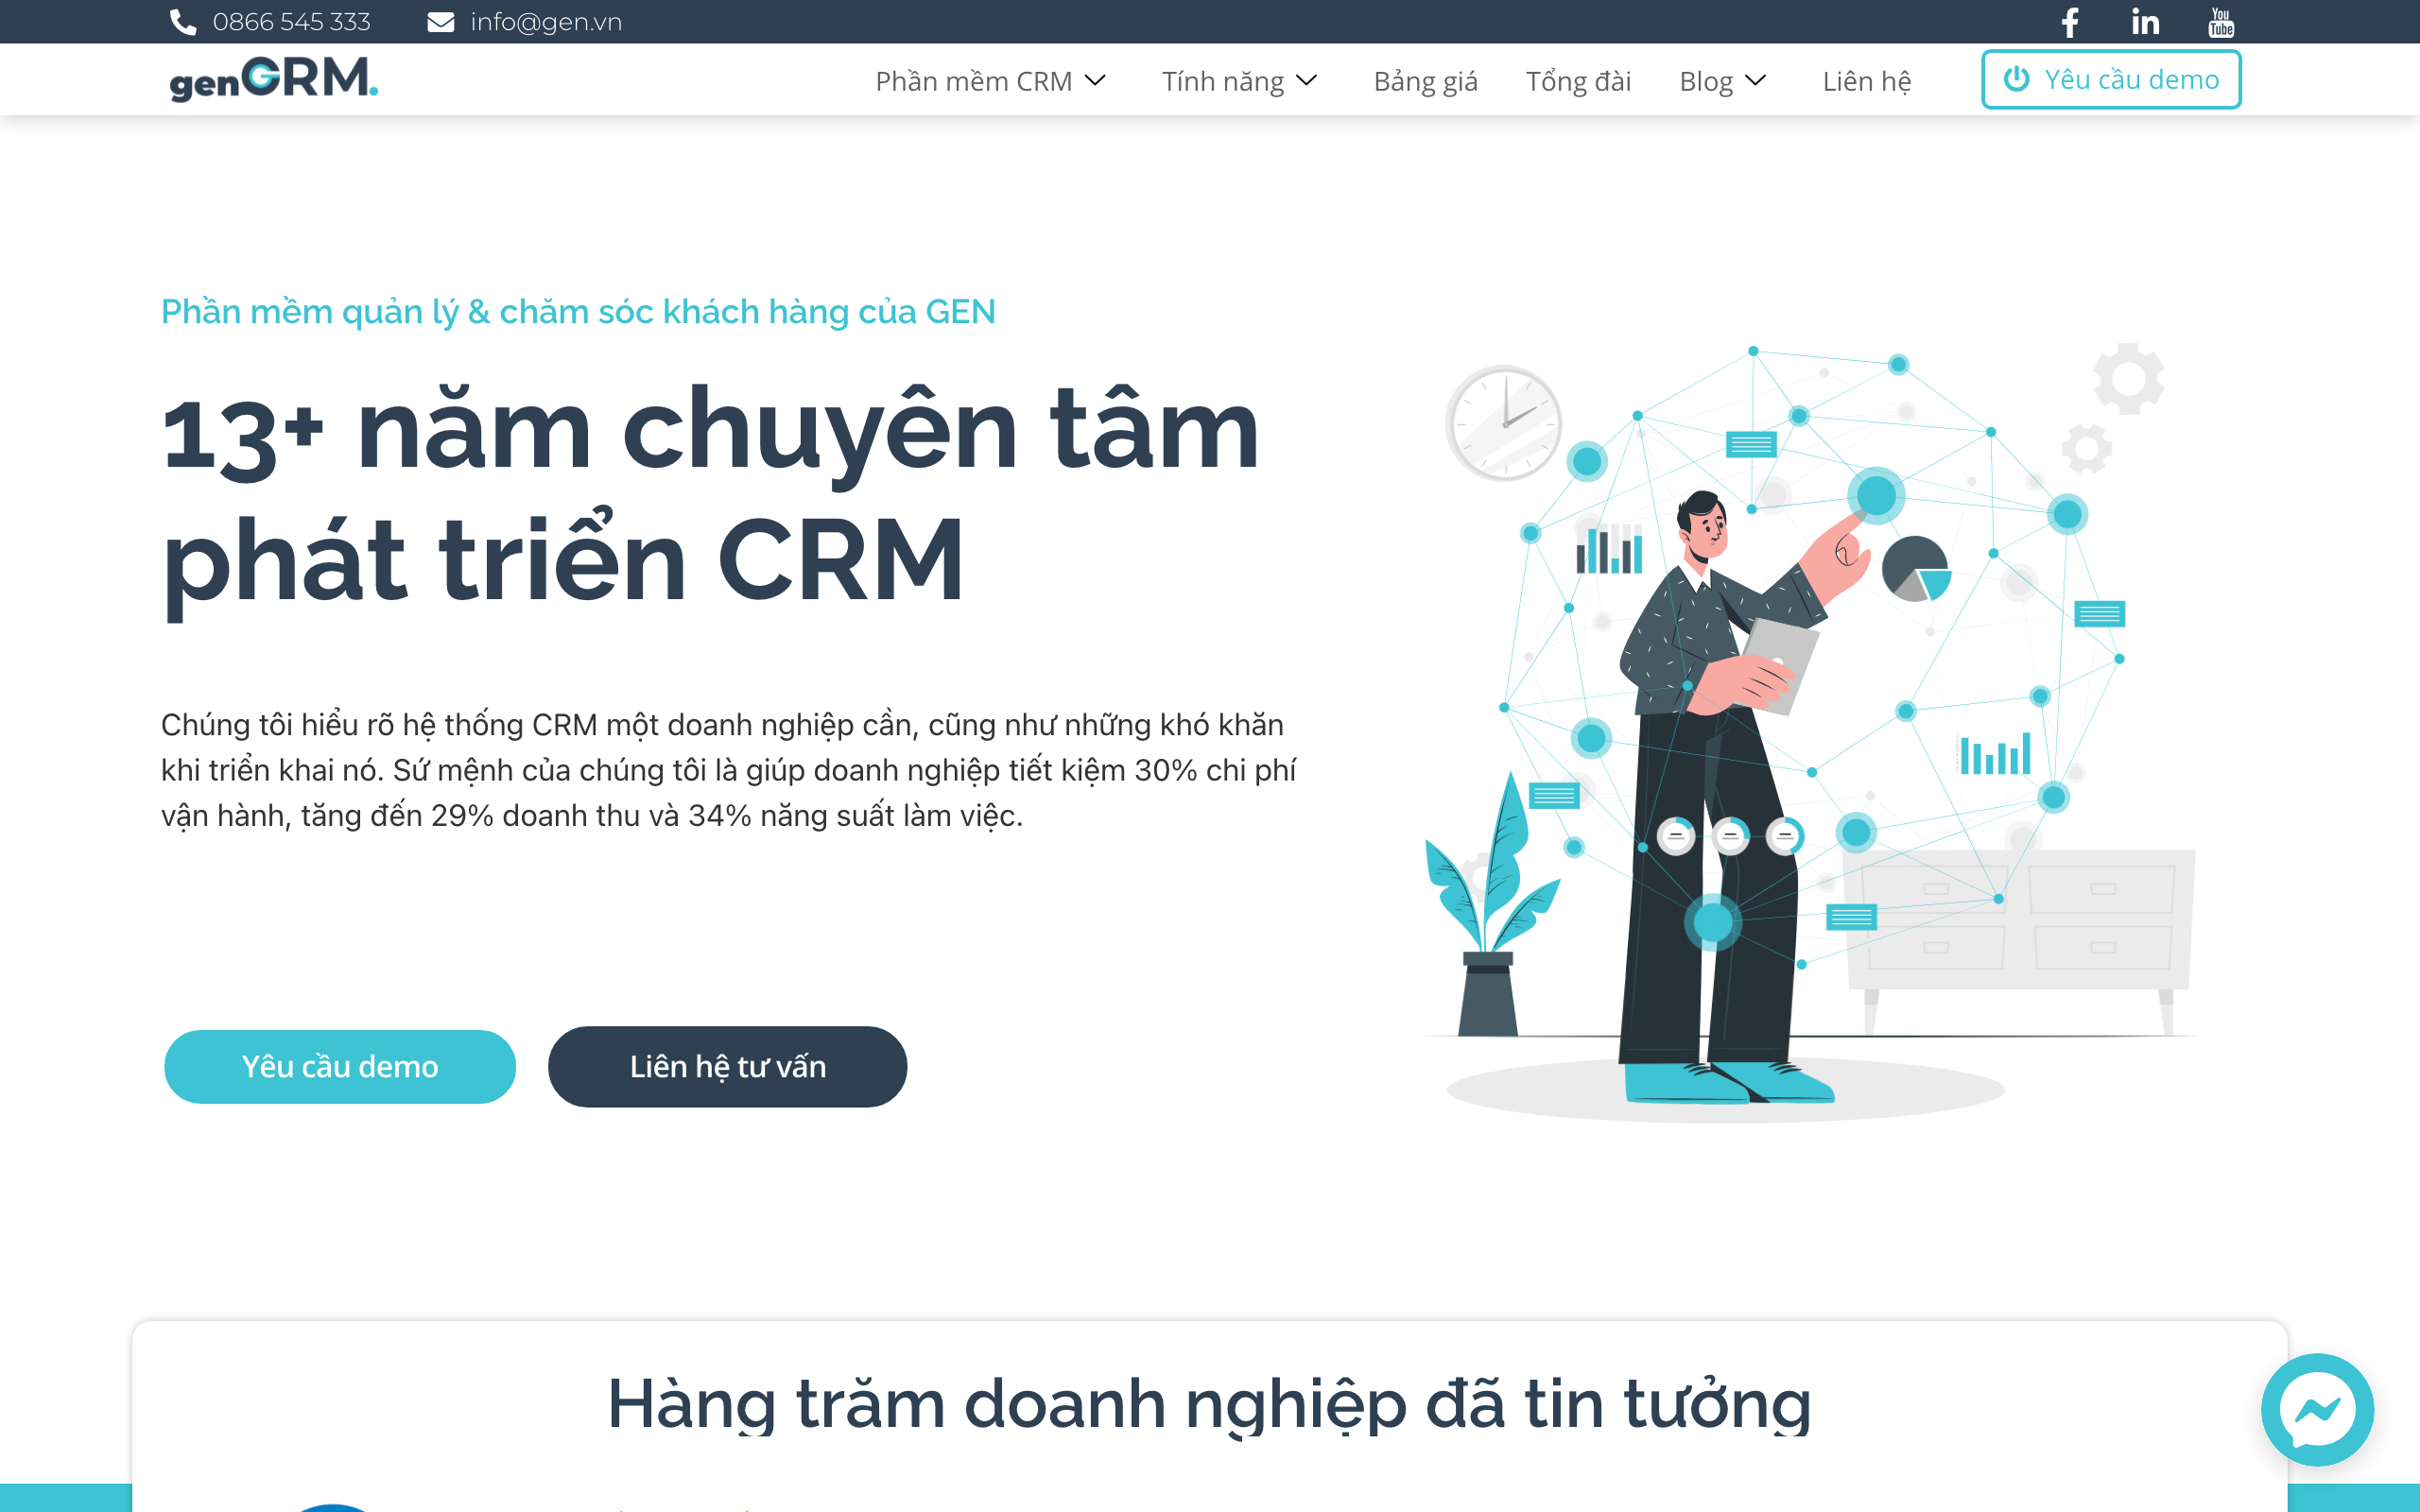 0866 545 333
info@gen.vn
You
Tube
genCRM.
Phần mềm CRM
Tính năng
Bảng giá
Tổng đài
Blog
Liên hệ
Yêu cầu demo
Phần mềm quản lý & chăm sóc khách hàng của GEN
13+ năm chuyên tâm
phát triển CRM
Chúng tôi hiểu rõ hệ thống CRM một doanh nghiệp cần, cũng như những khó khăn
khi triển khai nó. Sứ mệnh của chúng tôi là giúp doanh nghiệp tiết kiệm 30% chi phí
vận hành, tăng đến 29% doanh thu và 34% năng suất làm việc.
Yêu cầu demo
Liên hệ tư vấn
Hàng trăm doanh nghiệp đã tin tưởng